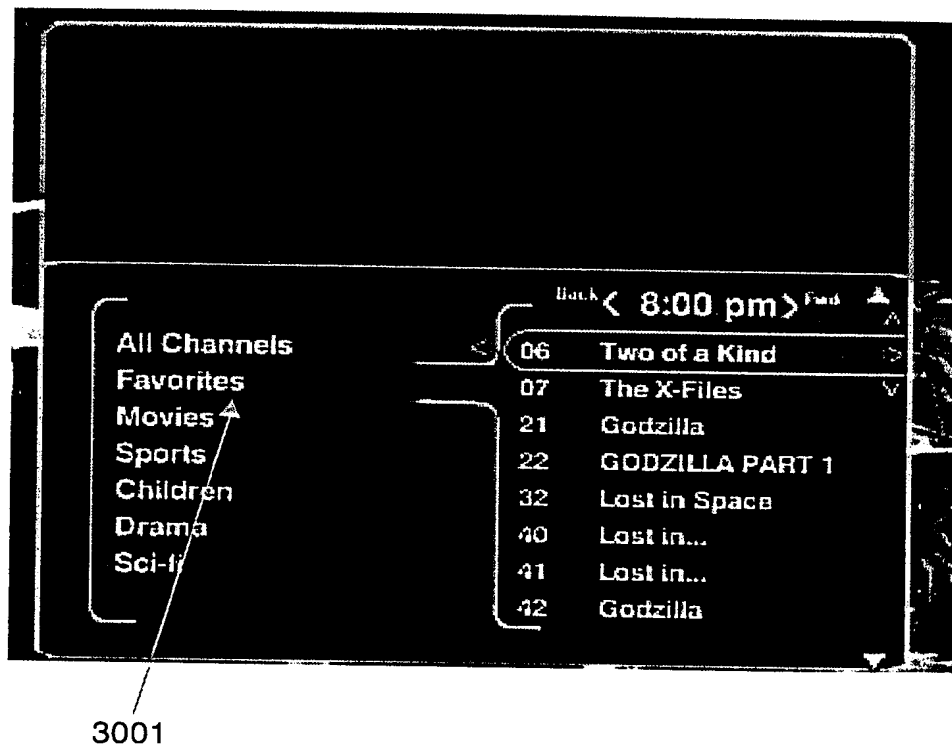 Back < 8:00 pm > Fwd
All Channels
Favorites
Movies
Sports
Children
Drama
Sci-fi
06 Two of a Kind
07 The X-Files
21 Godzilla
22 GODZILLA PART 1
32 Lost in Space
40 Lost in...
41 Lost in...
42 Godzilla
3001